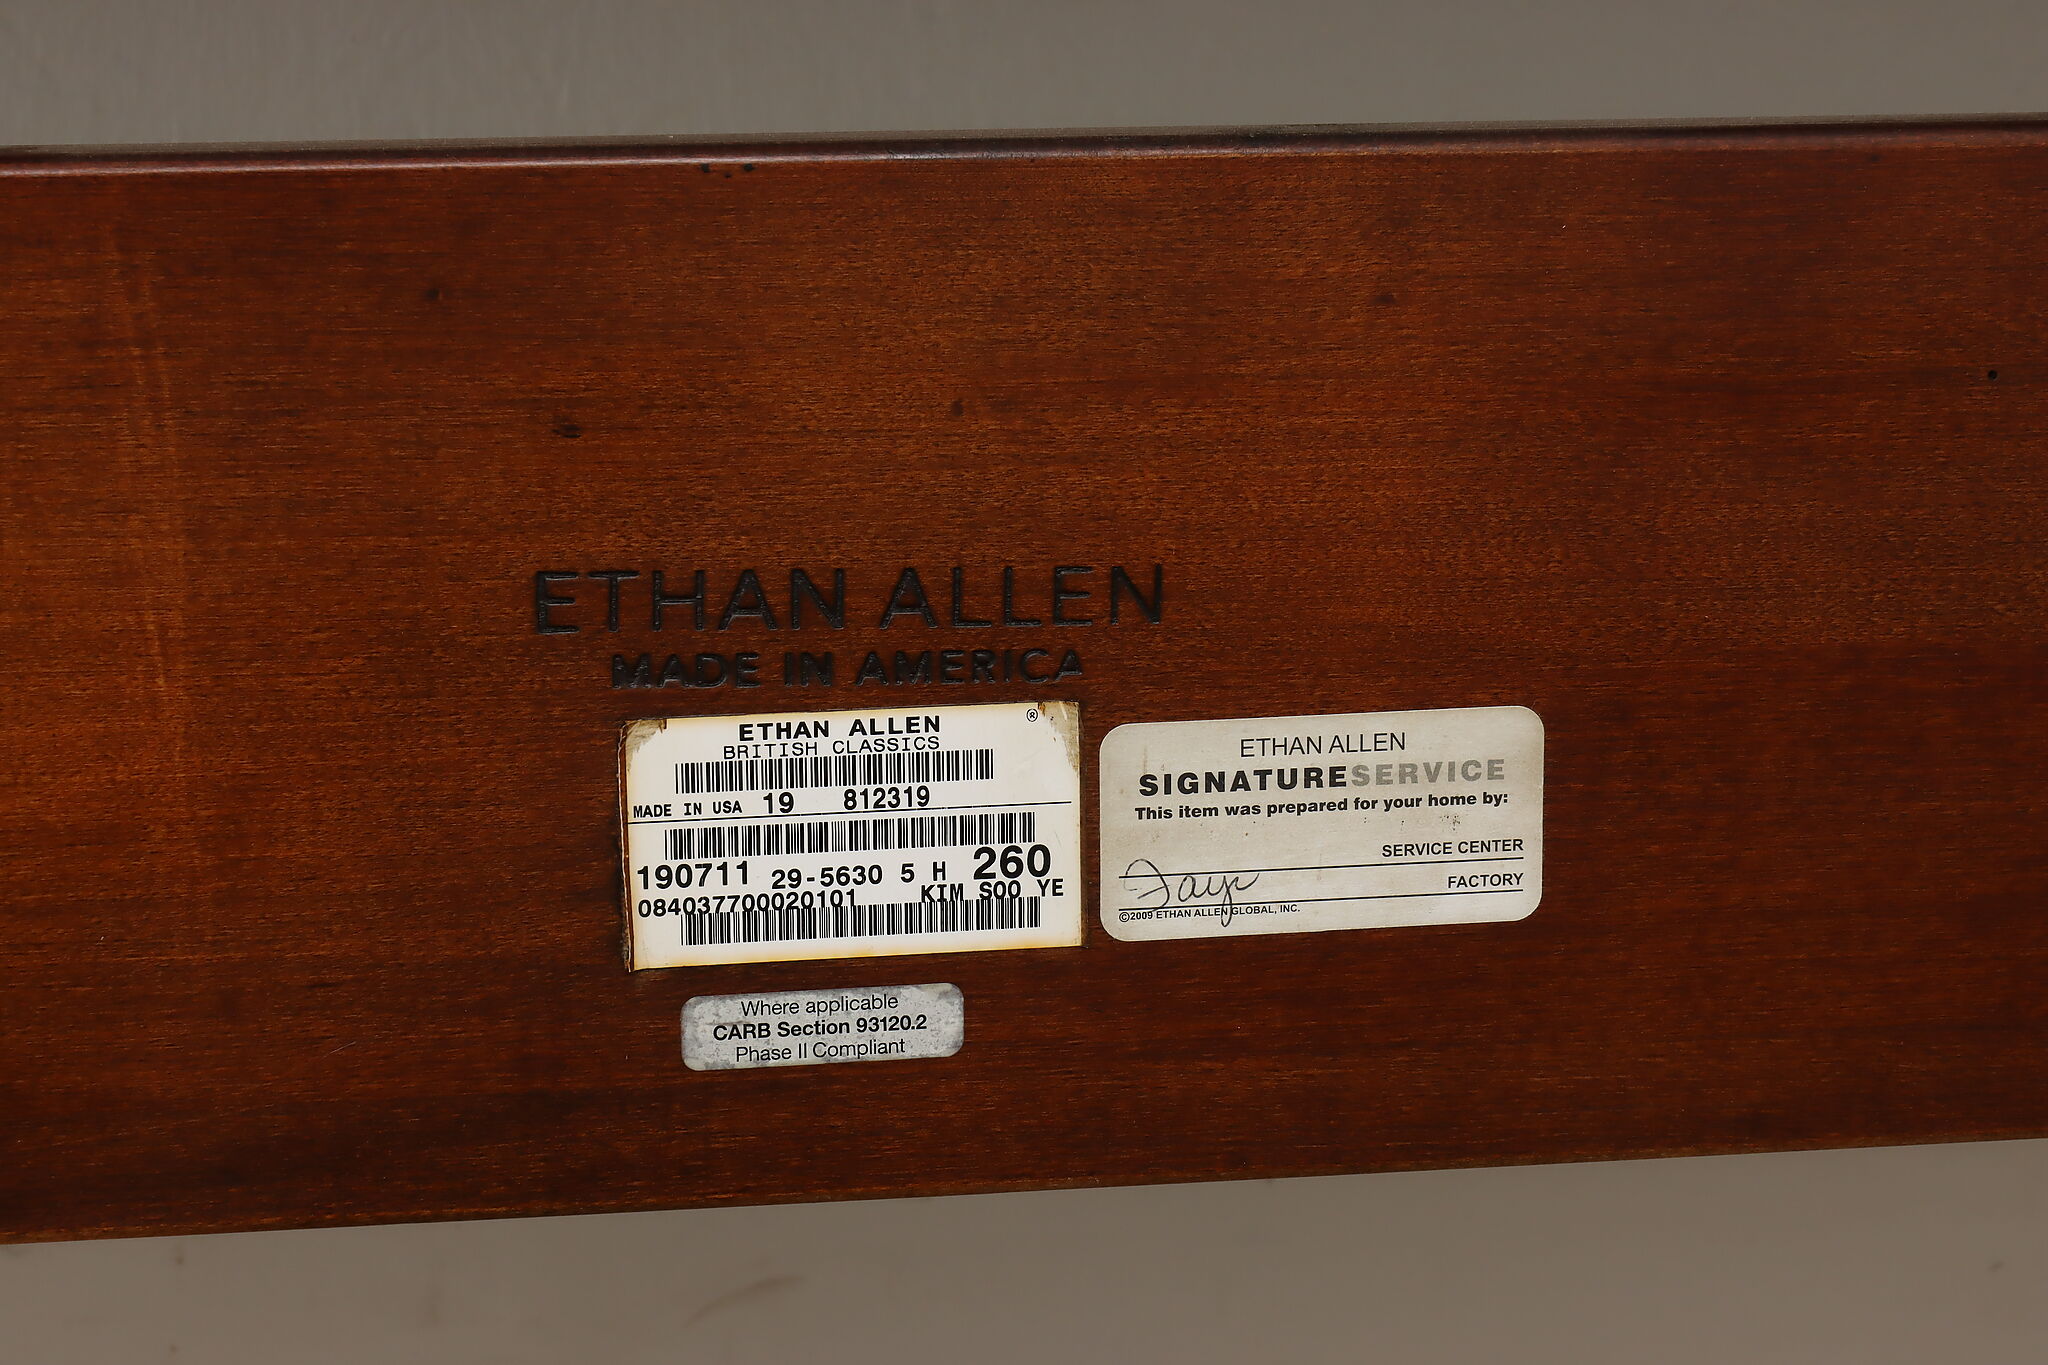 ETHAN ALLEN
MADE IN AMERICA
ETHAN ALLEN ®
BRITISH CLASSICS
MADE IN USA 19 812319
190711 29-5630 5 H 260
084037700020101 KIM SOO YE
ETHAN ALLEN
SIGNATURESERVICE
This item was prepared for your home by:
SERVICE CENTER
Faye FACTORY
©2009 ETHAN ALLEN GLOBAL, INC.
Where applicable
CARB Section 93120.2
Phase II Compliant